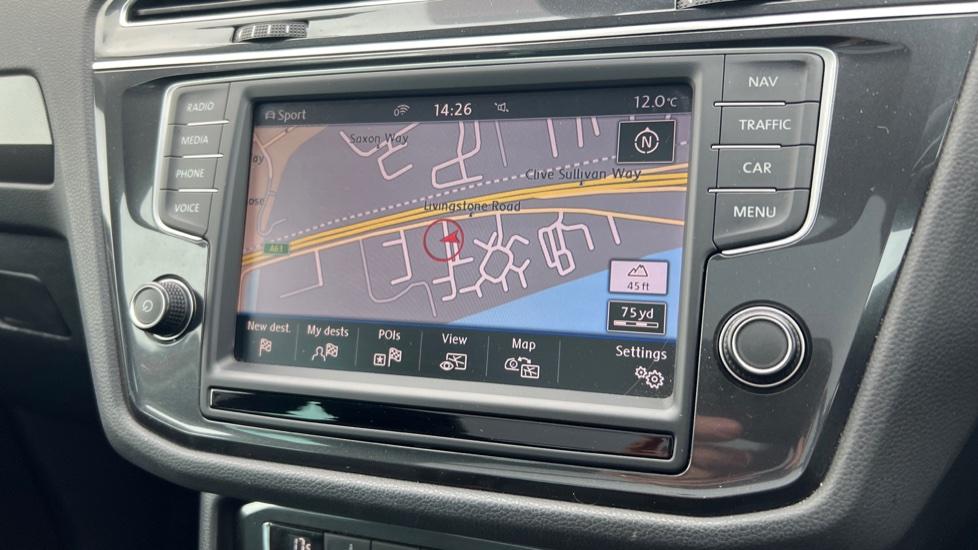 RADIO
MEDIA
PHONE
VOICE
Sport
14:26
12.0°C
Saxon Way
Clive Sullivan Way
Livingstone Road
A63
N
45 ft
75 yd
New dest.
My dests
POIs
View
Map
Settings
NAV
TRAFFIC
CAR
MENU